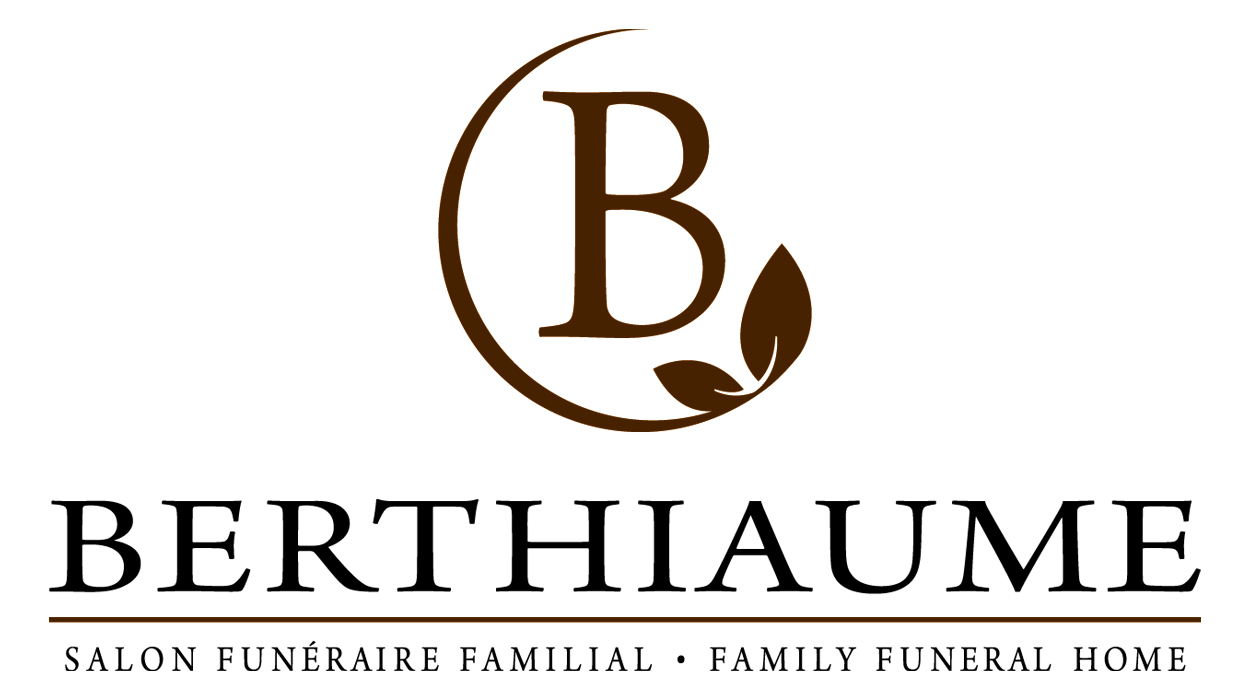 B
BERTHIAUME
SALON FUNÉRAIRE FAMILIAL • FAMILY FUNERAL HOME